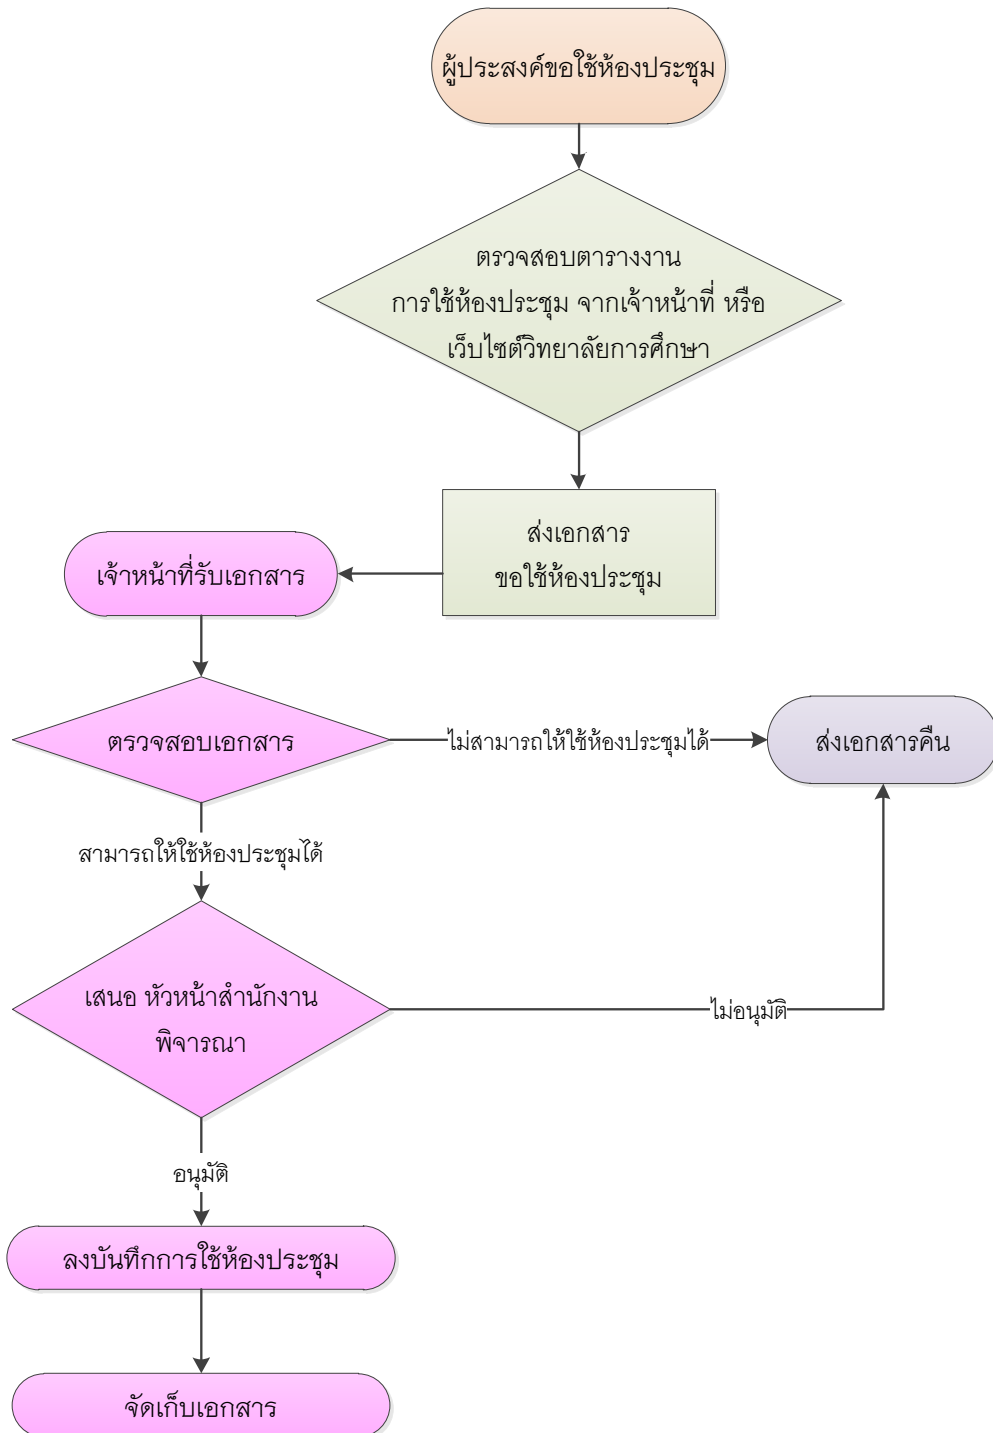 ผู้ประสงค์ขอใช้ห้องประชุม
ตรวจสอบตารางงาน
การใช้ห้องประชุม จากเจ้าหน้าที่ หรือ
เว็บไซต์วิทยาลัยการศึกษา
ส่งเอกสาร
ขอใช้ห้องประชุม
เจ้าหน้าที่รับเอกสาร
ตรวจสอบเอกสาร
ไม่สามารถให้ใช้ห้องประชุมได้
ส่งเอกสารคืน
สามารถให้ใช้ห้องประชุมได้
เสนอ หัวหน้าสำนักงาน
พิจารณา
ไม่อนุมัติ
อนุมัติ
ลงบันทึกการใช้ห้องประชุม
จัดเก็บเอกสาร